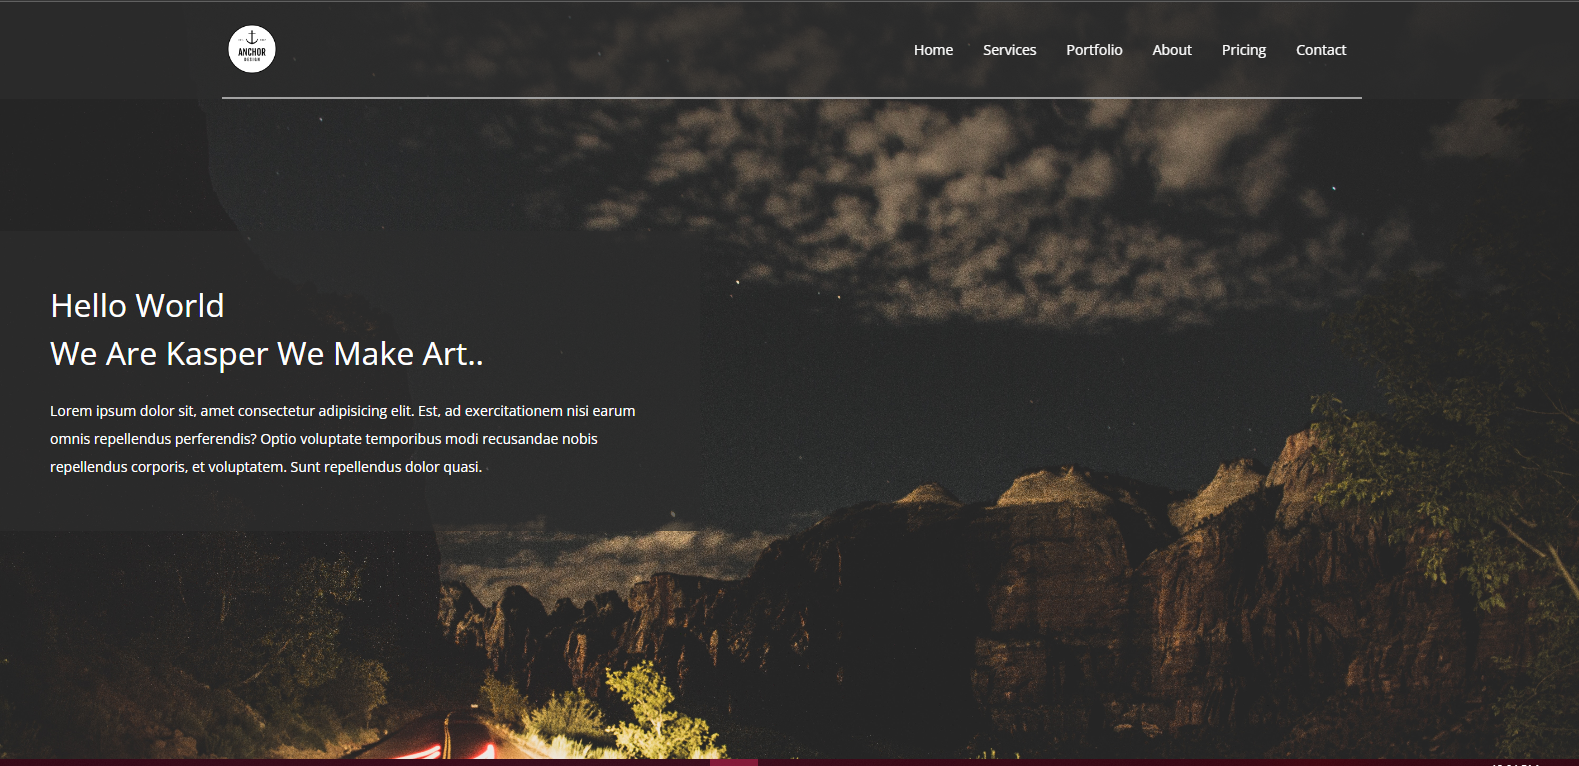 ANCHOR
DESIGN
Home Services Portfolio About Pricing Contact
Hello World
We Are Kasper We Make Art..
Lorem ipsum dolor sit, amet consectetur adipisicing elit. Est, ad exercitationem nisi earum
omnis repellendus perferendis? Optio voluptate temporibus modi recusandae nobis
repellendus corporis, et voluptatem. Sunt repellendus dolor quasi.